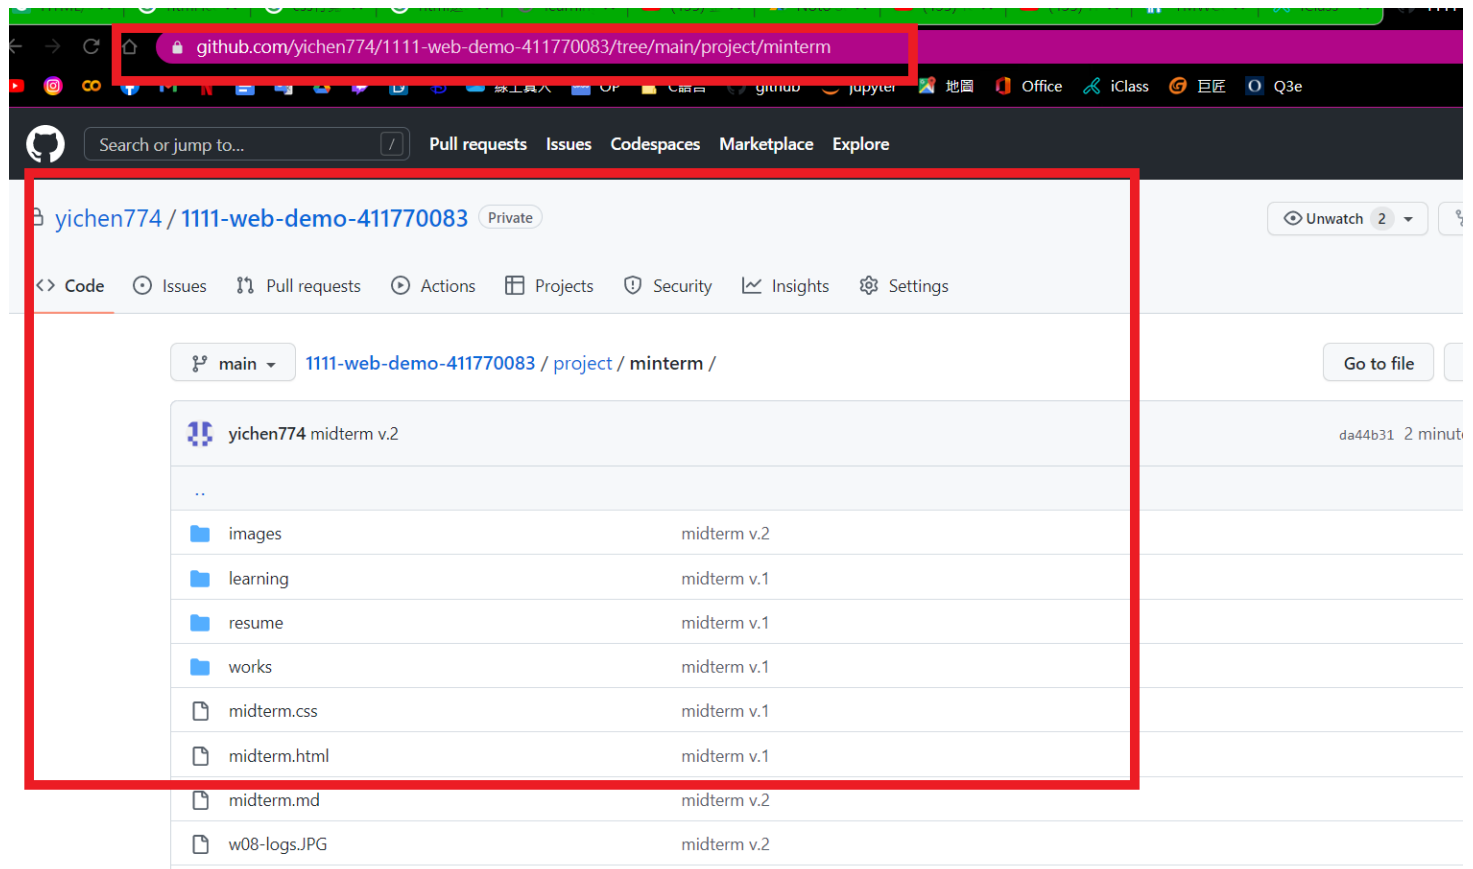 github.com/yichen774/1111-web-demo-411770083/tree/main/project/minterm
地圖 Office iClass 巨匠 Q3e
Search or jump to... / Pull requests Issues Codespaces Marketplace Explore
yichen774 / 1111-web-demo-411770083 Private Unwatch 2
Code Issues Pull requests Actions Projects Security Insights Settings
main 1111-web-demo-411770083 / project / minterm / Go to file
yichen774 midterm v.2 da44b31 2
..
images midterm v.2
learning midterm v.1
resume midterm v.1
works midterm v.1
midterm.css midterm v.1
midterm.html midterm v.1
midterm.md midterm v.2
w08-logs.JPG midterm v.2